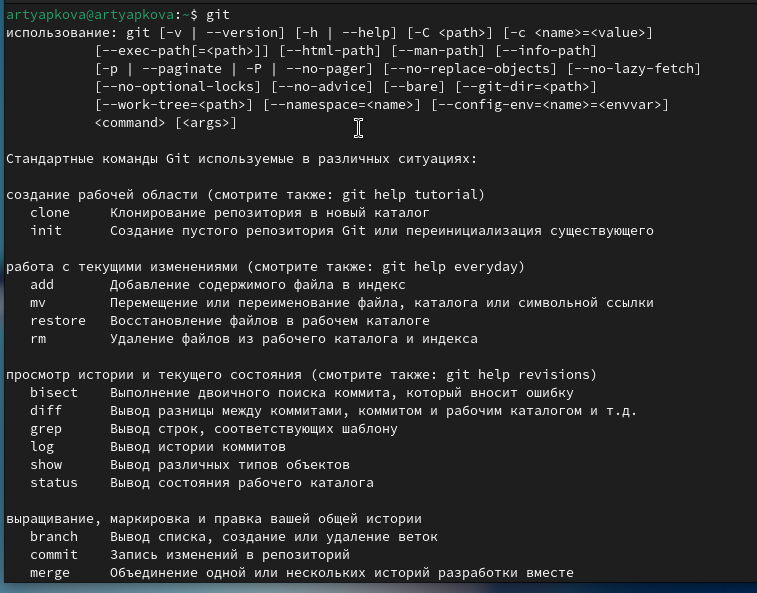 artyapkova@artyapkova:~$ git
использование: git [-v | --version] [-h | --help] [-C <path>] [-c <name>=<value>]
           [--exec-path[=<path>]] [--html-path] [--man-path] [--info-path]
           [-p | --paginate | -P | --no-pager] [--no-replace-objects] [--no-lazy-fetch]
           [--no-optional-locks] [--no-advice] [--bare] [--git-dir=<path>]
           [--work-tree=<path>] [--namespace=<name>] [--config-env=<name>=<envvar>]
           <command> [<args>]

Стандартные команды Git используемые в различных ситуациях:

создание рабочей области (смотрите также: git help tutorial)
   clone     Клонирование репозитория в новый каталог
   init      Создание пустого репозитория Git или переинициализация существующего

работа с текущими изменениями (смотрите также: git help everyday)
   add       Добавление содержимого файла в индекс
   mv        Перемещение или переименование файла, каталога или символьной ссылки
   restore   Восстановление файлов в рабочем каталоге
   rm        Удаление файлов из рабочего каталога и индекса

просмотр истории и текущего состояния (смотрите также: git help revisions)
   bisect    Выполнение двоичного поиска коммита, который вносит ошибку
   diff      Вывод разницы между коммитами, коммитом и рабочим каталогом и т.д.
   grep      Вывод строк, соответствующих шаблону
   log       Вывод истории коммитов
   show      Вывод различных типов объектов
   status    Вывод состояния рабочего каталога

выращивание, маркировка и правка вашей общей истории
   branch    Вывод списка, создание или удаление веток
   commit    Запись изменений в репозиторий
   merge     Объединение одной или нескольких историй разработки вместе